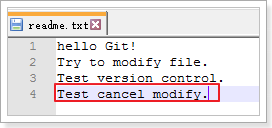 readme.txt
1 hello Git!
2 Try to modify file.
3 Test version control.
4 Test cancel modify.